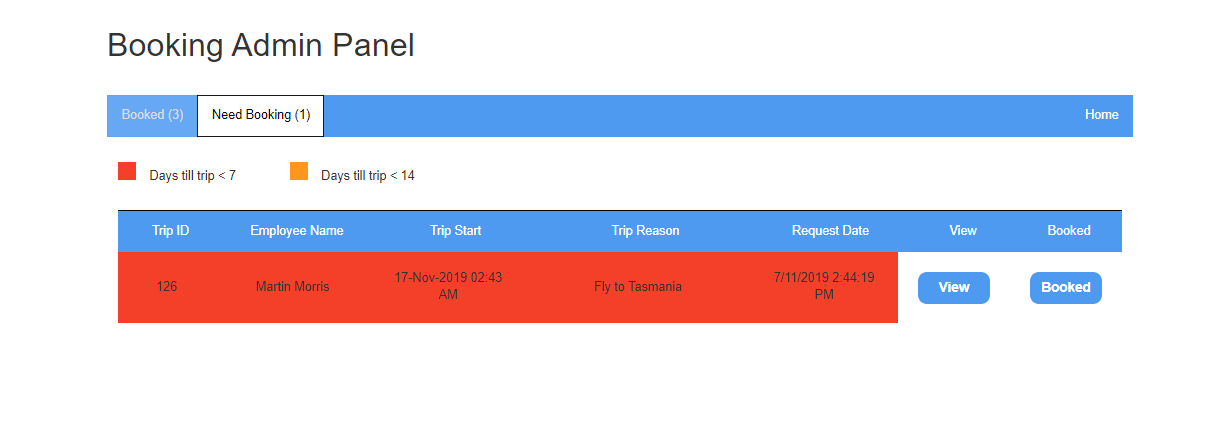 Booking Admin Panel
Booked (3) Need Booking (1) Home
Days till trip < 7 Days till trip < 14
Trip ID Employee Name Trip Start Trip Reason Request Date View Booked
126 Martin Morris 17-Nov-2019 02:43 Fly to Tasmania 7/11/2019 2:44:19 View Booked
AM PM